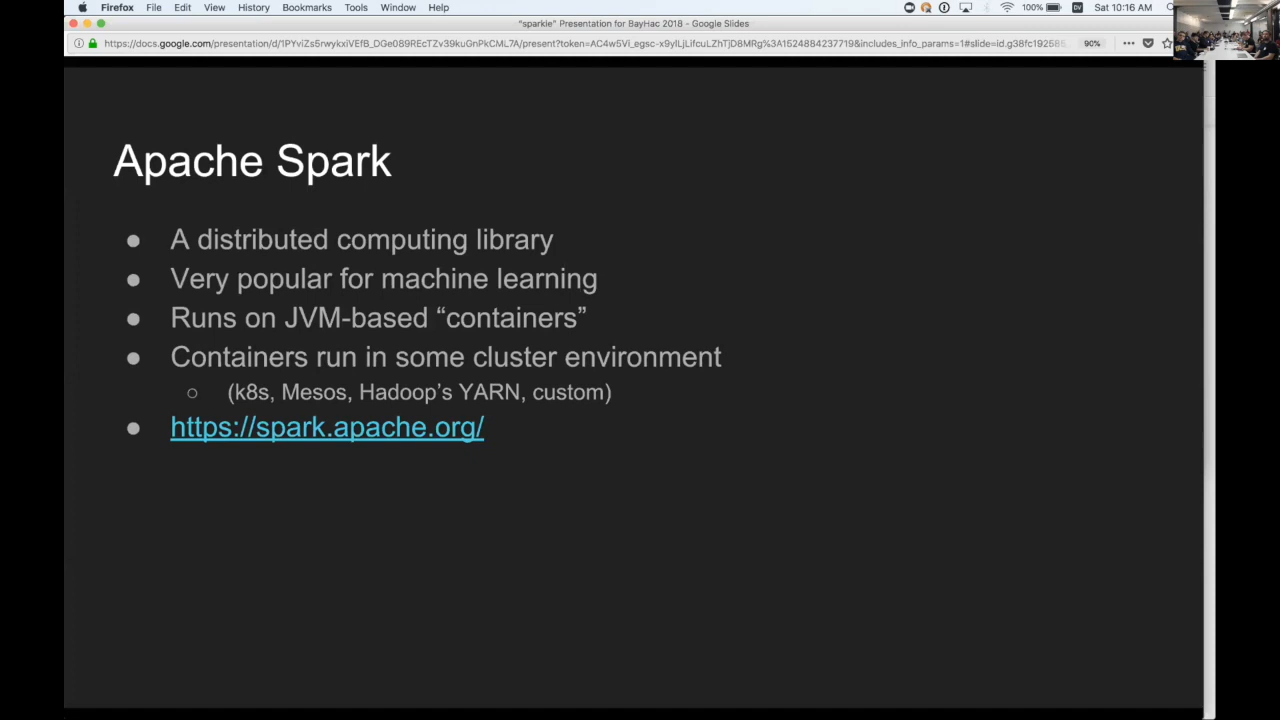 Firefox File Edit View History Bookmarks Tools Window Help 100% DV Sat 10:16 AM
"sparkle" Presentation for BayHac 2018 - Google Slides
90%
Apache Spark
● A distributed computing library
● Very popular for machine learning
● Runs on JVM-based “containers”
● Containers run in some cluster environment
○ (k8s, Mesos, Hadoop’s YARN, custom)
● https://spark.apache.org/